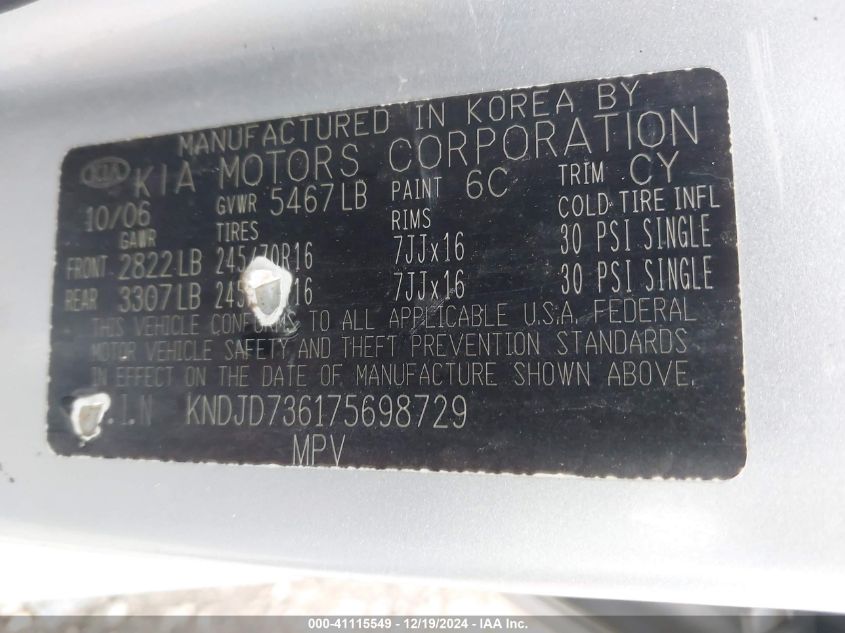 MANUFACTURED IN KOREA BY
KIA KIA MOTORS CORPORATION
10/06 GVWR 5467LB PAINT 6C TRIM CY
GAWR TIRES RIMS COLD TIRE INFL
FRONT 2822LB 245/70R16 7JJx16 30 PSI SINGLE
REAR 3307LB 7JJx16 30 PSI SINGLE
THIS VEHICLE CONFORMS TO ALL APPLICABLE U.S.A. FEDERAL
MOTOR VEHICLE SAFETY AND THEFT PREVENTION STANDARDS
IN EFFECT ON THE DATE OF MANUFACTURE SHOWN ABOVE.
.I.N KNDJD736175698729
MPV
000-41115549 - 12/19/2024 - IAA Inc.